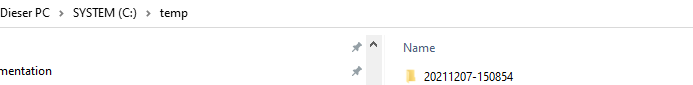 Dieser PC > SYSTEM (C:) > temp
Name
mentation
20211207-150854